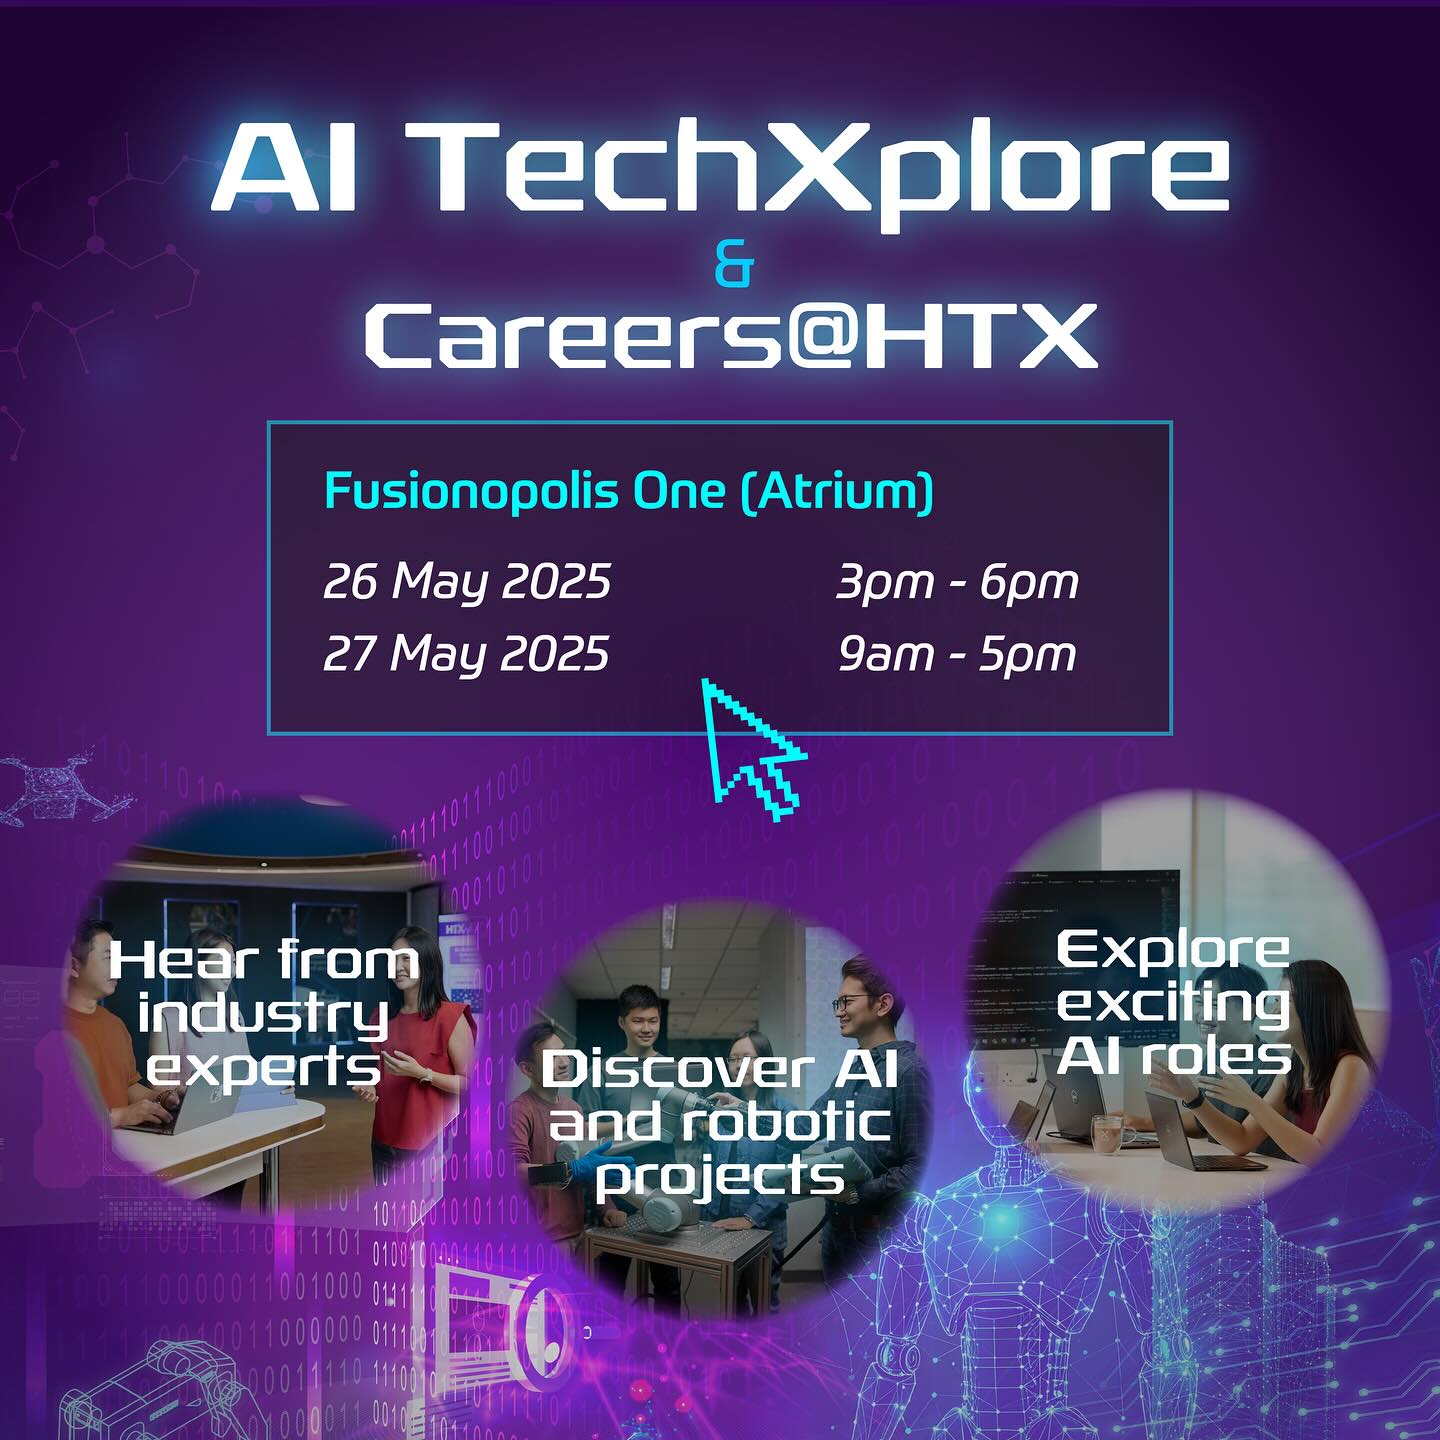 AI TechXplore
&
Careers@HTX
Fusionopolis One (Atrium)
26 May 2025 3pm - 6pm
27 May 2025 9am - 5pm
Hear from
industry
experts
HTX
Discover AI
and robotic
projects
Explore
exciting
AI roles